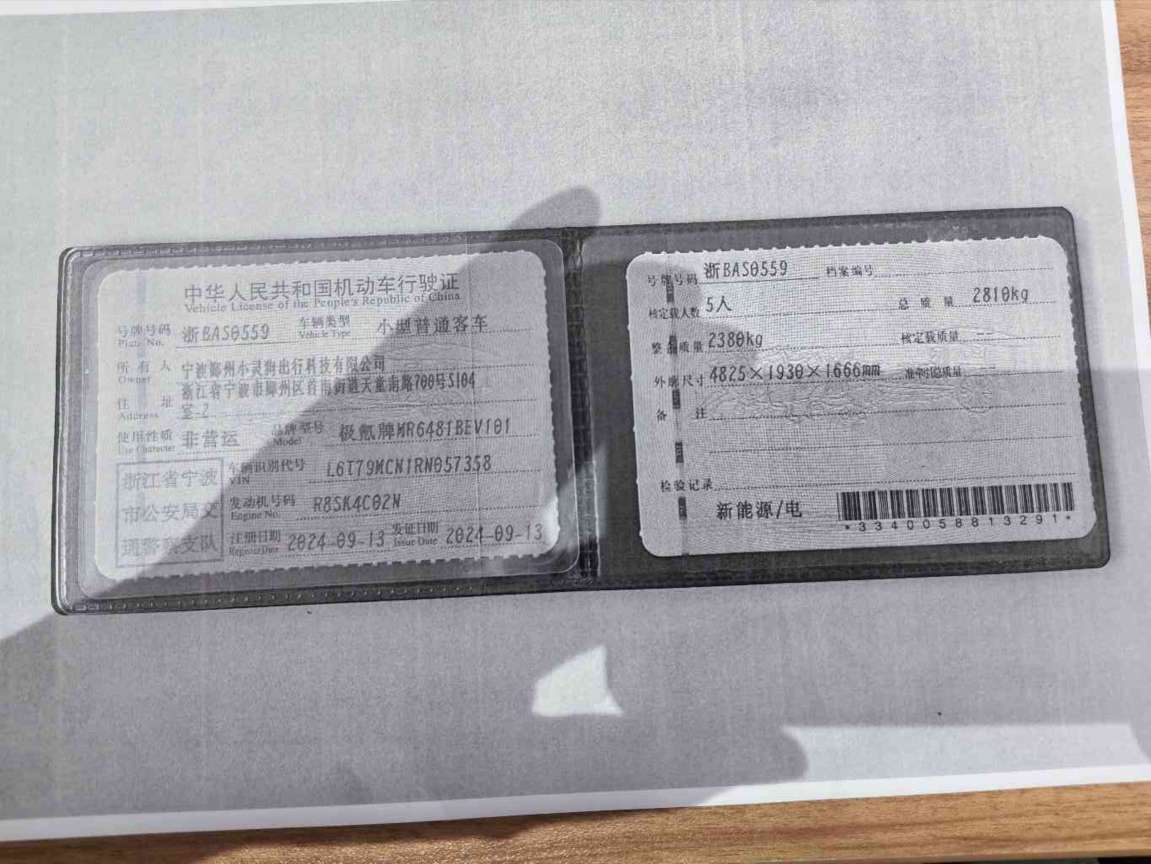 中华人民共和国机动车行驶证
Vehicle License of the People's Republic of China
号牌号码 浙BAS0559 车辆类型 小型普通客车
Plate No. Vehicle Type
所有人 宁波鄞州小灵狗出行科技有限公司
Owner
住址 浙江省宁波市鄞州区首南街道天童南路700号S104
Address 室-2
使用性质 非营运 品牌型号 极氪牌MR6481BEV101
Use Character Model
浙江省宁波
市公安局交
通警察支队
车辆识别代号 L6T79MCN1RN057358
VIN
发动机号码 R8SK4C02N
Engine No.
注册日期 2024-09-13 发证日期 2024-09-13
Register Date Issue Date
号牌号码 浙BAS0559 档案编号
核定载人数 5人 总质量 2810kg
整备质量 2380kg 核定载质量 --
外廓尺寸 4825×1930×1666mm 准牵引总质量 --
备注
检验记录
新能源/电
*3340058813291*